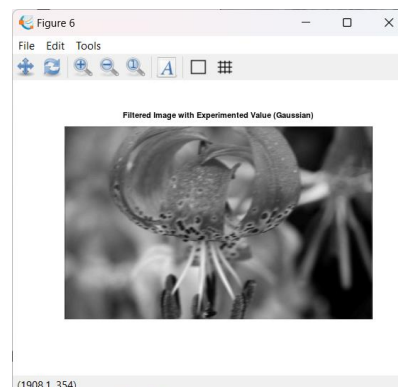 Figure 6
File Edit Tools
A
Filtered Image with Experimented Value (Gaussian)
(1908.1, 354)